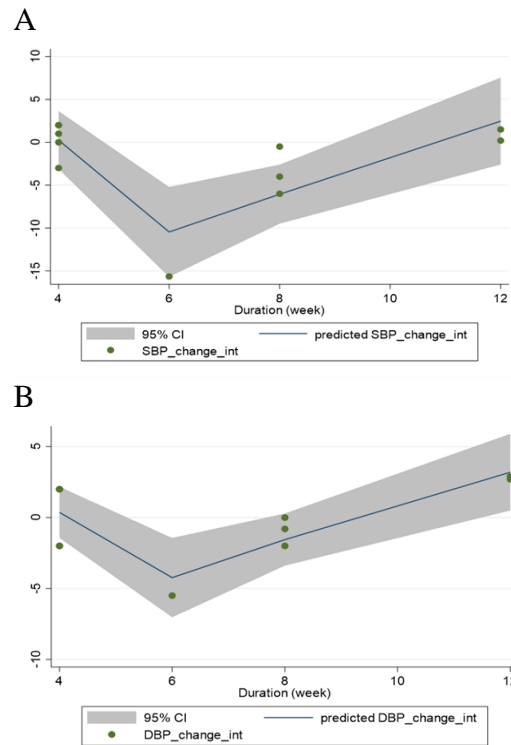 A
10
5
0
-5
-10
-15
4 6 8 10 12
Duration (week)
95% CI predicted SBP_change_int
SBP_change_int
B
5
0
-5
-10
4 6 8 10 12
Duration (week)
95% CI predicted DBP_change_int
DBP_change_int